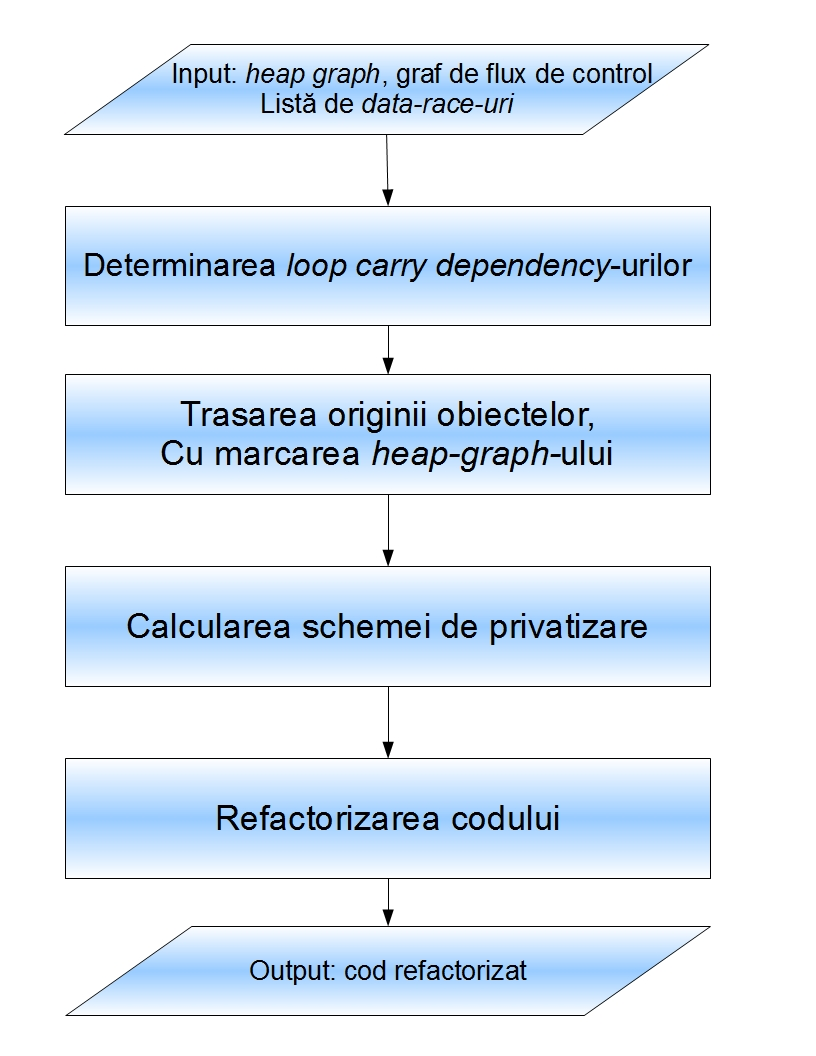 Input: heap graph, graf de flux de control
Listă de data-race-uri
Determinarea loop carry dependency-urilor
Trasarea originii obiectelor,
Cu marcarea heap-graph-ului
Calcularea schemei de privatizare
Refactorizarea codului
Output: cod refactorizat